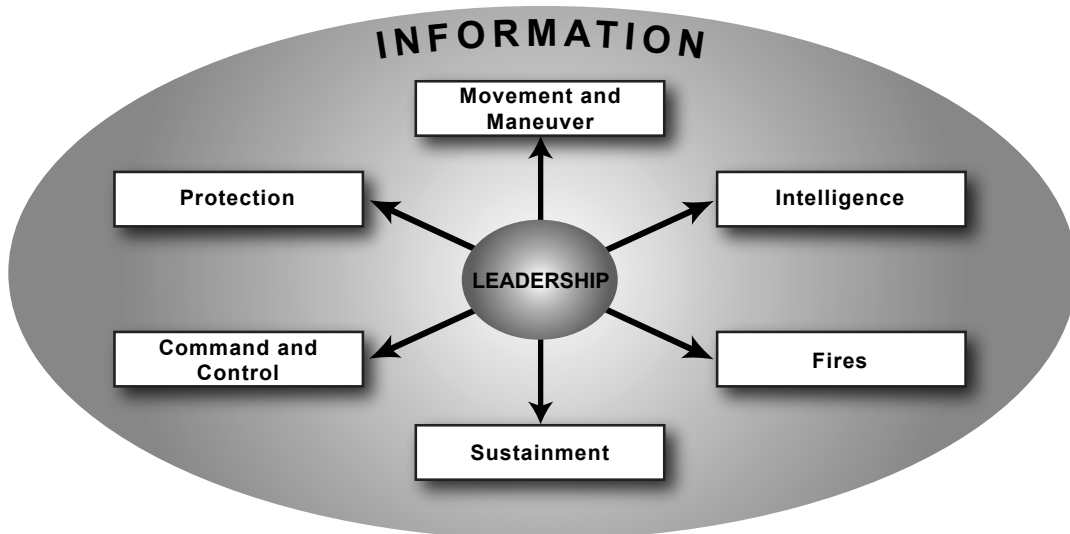 INFORMATION
Movement and
Maneuver
Protection
Intelligence
LEADERSHIP
Command and
Control
Fires
Sustainment